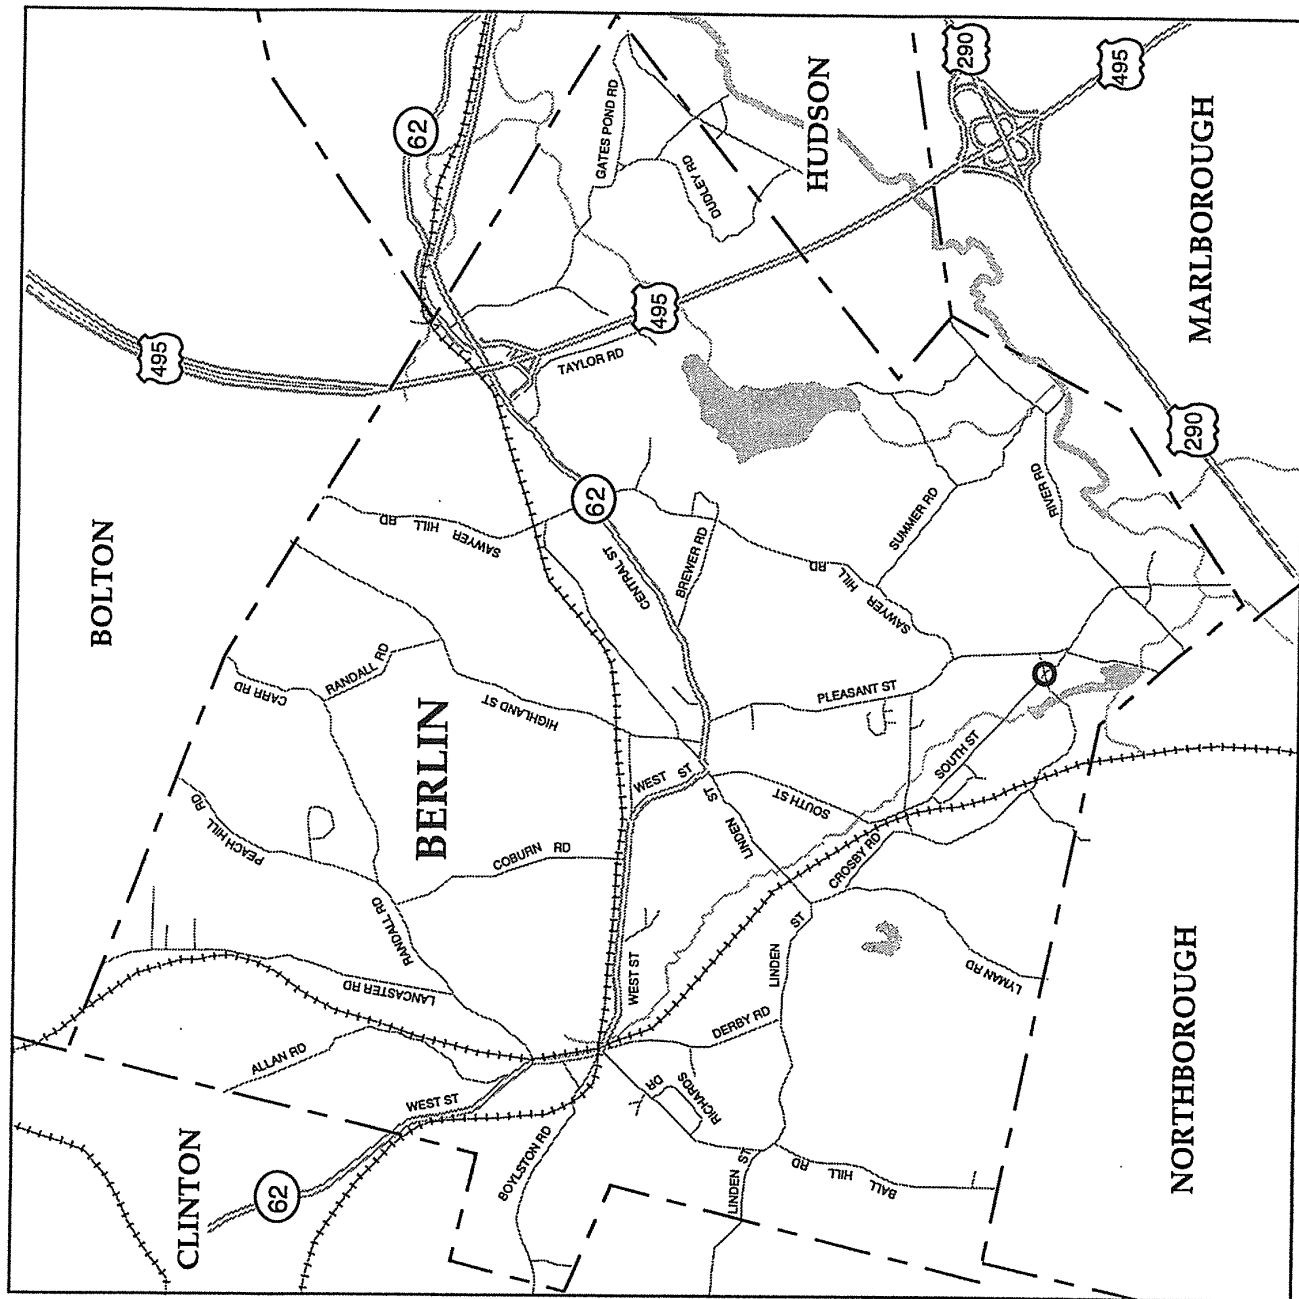 CLINTON
62
WEST ST
ALLAN RD
LANCASTER RD
RANDALL RD
PEACH HILL RD
BOLTON
495
CARR RD
RANDALL RD
HIGHLAND ST
SAWYER HILL RD
BERLIN
COBURN RD
BOYLSTON RD
WEST ST
WEST ST
LINDEN ST
CENTRAL ST
62
BREWER RD
TAYLOR RD
495
62
GATES POND RD
DUDLEY RD
HUDSON
290
495
MARLBOROUGH
290
RICHARDS DR
DERBY RD
LINDEN ST
LINDEN ST
BALL HILL RD
LYMAN RD
CROSBY RD
SOUTH ST
SOUTH ST
PLEASANT ST
SAWYER HILL RD
SUMMER RD
RIVER RD
NORTHBOROUGH